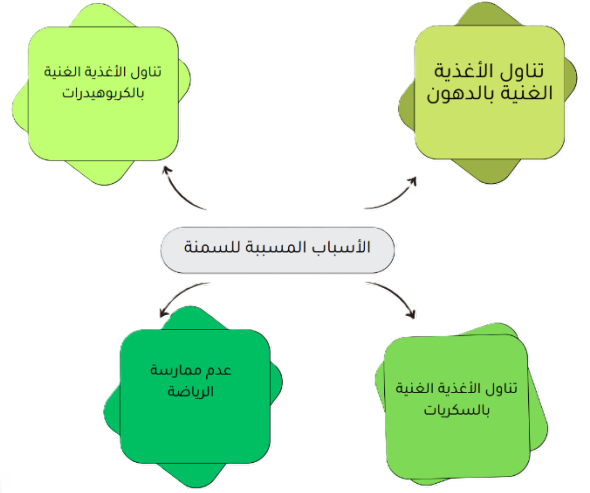 تناول الأغذية الغنية
بالدهون
تناول الأغذية الغنية
بالكربوهيدرات
الأسباب المسببة للسمنة
تناول الأغذية الغنية
بالسكريات
عدم ممارسة
الرياضة